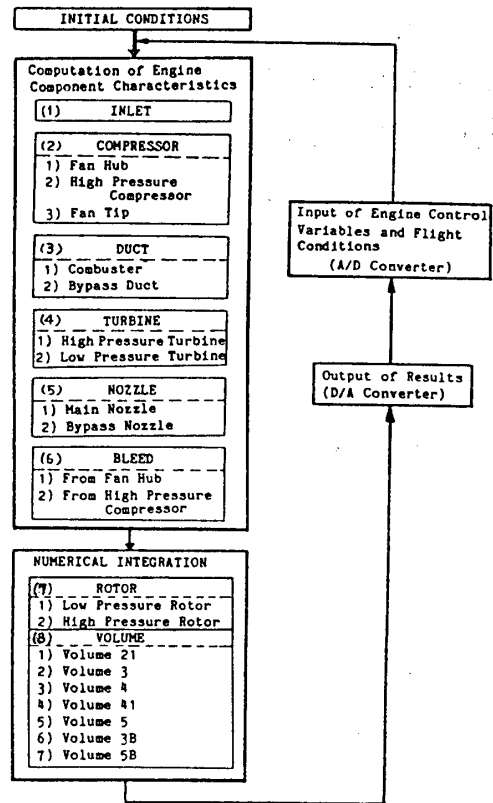 INITIAL CONDITIONS
Computation of Engine
Component Characteristics
(1) INLET
(2) COMPRESSOR
1) Fan Hub
2) High Pressure
Compressor
3) Fan Tip
(3) DUCT
1) Combuster
2) Bypass Duct
(4) TURBINE
1) High Pressure Turbine
2) Low Pressure Turbine
(5) NOZZLE
1) Main Nozzle
2) Bypass Nozzle
(6) BLEED
1) From Fan Hub
2) From High Pressure
Compressor
NUMERICAL INTEGRATION
(7) ROTOR
1) Low Pressure Rotor
2) High Pressure Rotor
(8) VOLUME
1) Volume 21
2) Volume 3
3) Volume 4
4) Volume 41
5) Volume 5
6) Volume 3B
7) Volume 5B
Input of Engine Control
Variables and Flight
Conditions
(A/D Converter)
Output of Results
(D/A Converter)